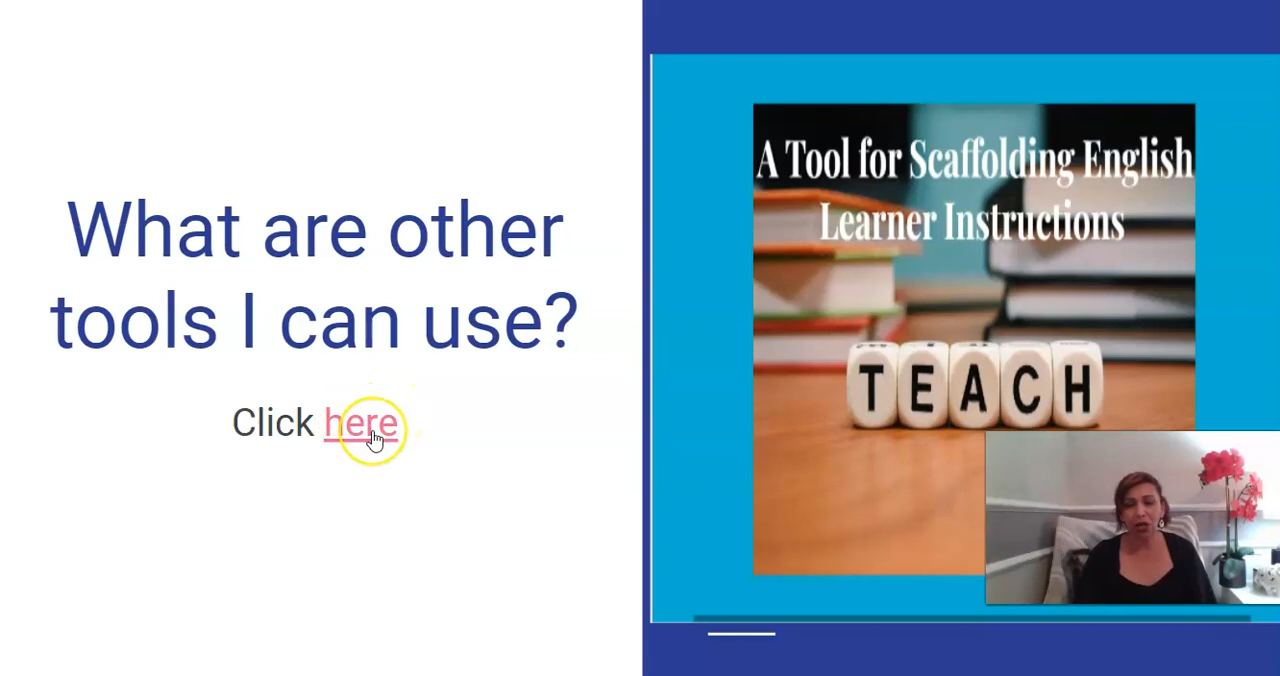 What are other
tools I can use?
Click here
A Tool for Scaffolding English
Learner Instructions
TEACH